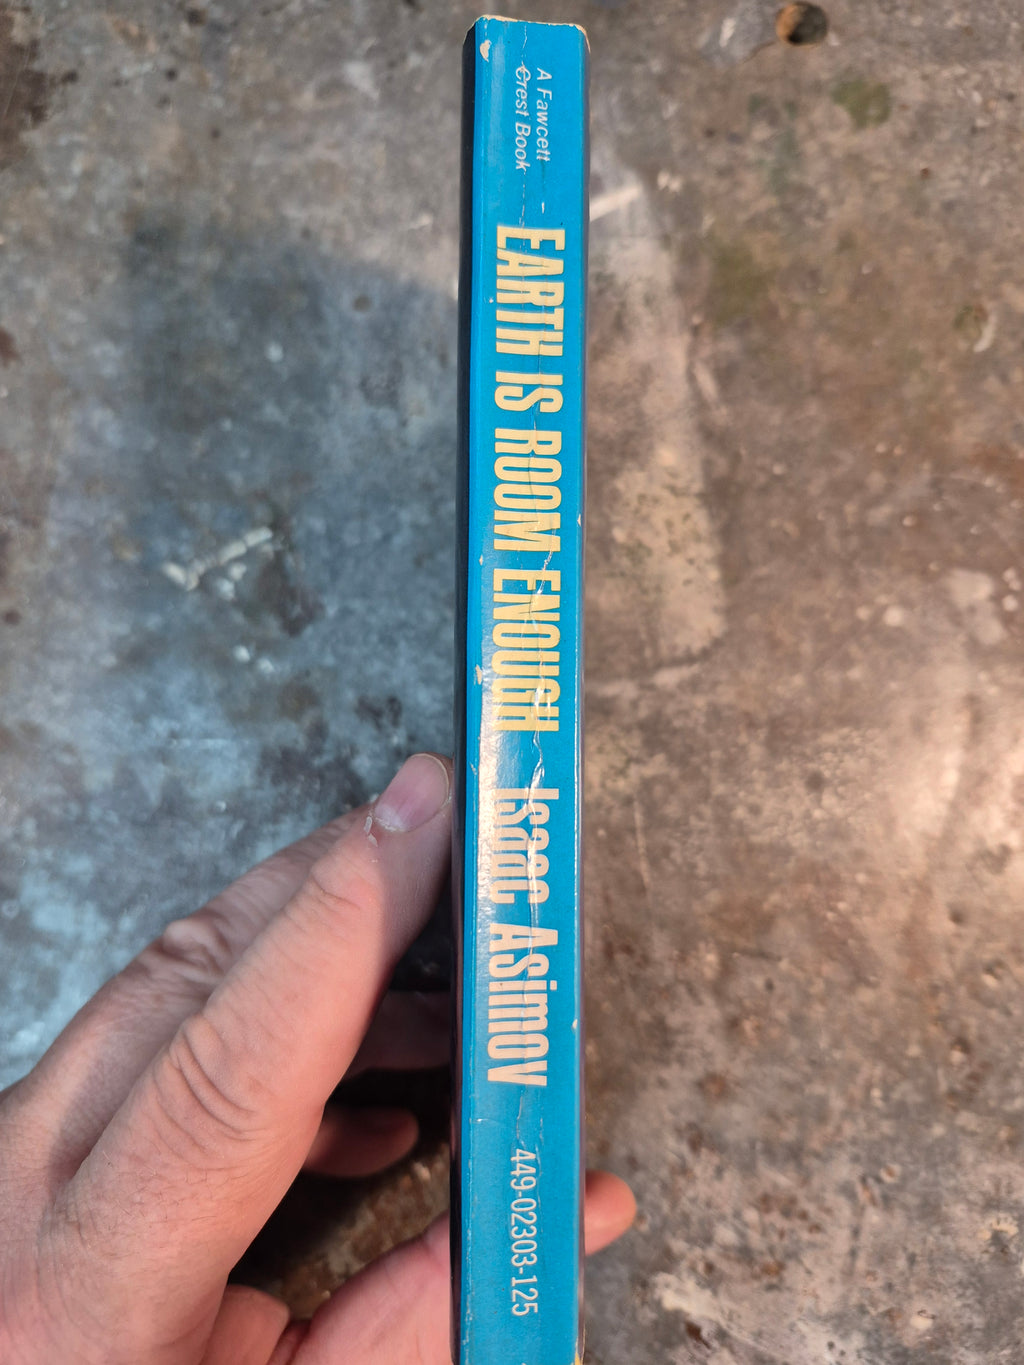 A Fawcett
Crest Book
EARTH IS ROOM ENOUGH Isaac Asimov
449-02303-125